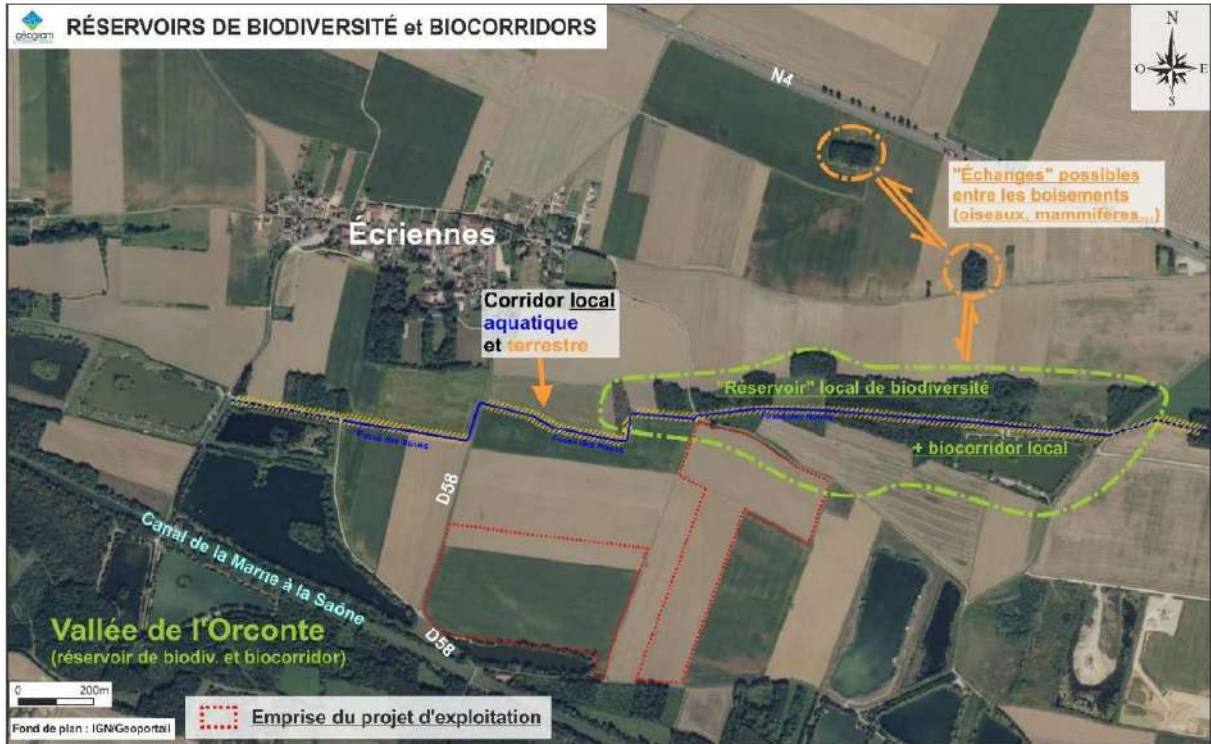 géogram
RÉSERVOIRS DE BIODIVERSITÉ et BIOCORRIDORS
N
O
E
S
N4
"Échanges" possibles
entre les boisements
(oiseaux, mammifères...)
Écriennes
Corridor local
aquatique
et terrestre
"Réservoir" local de biodiversité
+ biocorridor local
D58
Canal de la Marne à la Saône
Vallée de l'Orconte
(réservoir de biodiv. et biocorridor)
D58
0 200m
Emprise du projet d'exploitation
Fond de plan : IGN/Geoportail